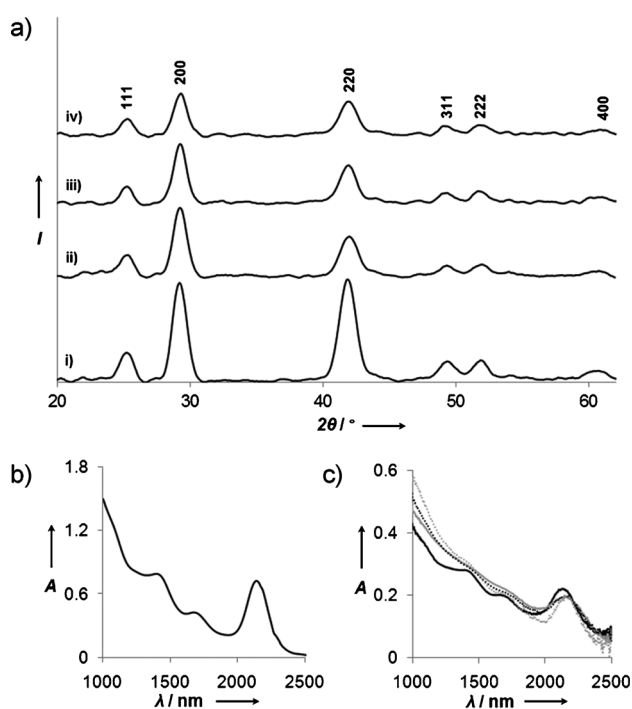 a)
111 200 220 311 222 400
iv)
iii)
I
ii)
i)
20 30 40 50 60
2θ / °
b) c)
1.8
1.2
A
0.6
0
1000 1500 2000 2500
λ / nm
0.6
0.4
A
0.2
0
1000 1500 2000 2500
λ / nm